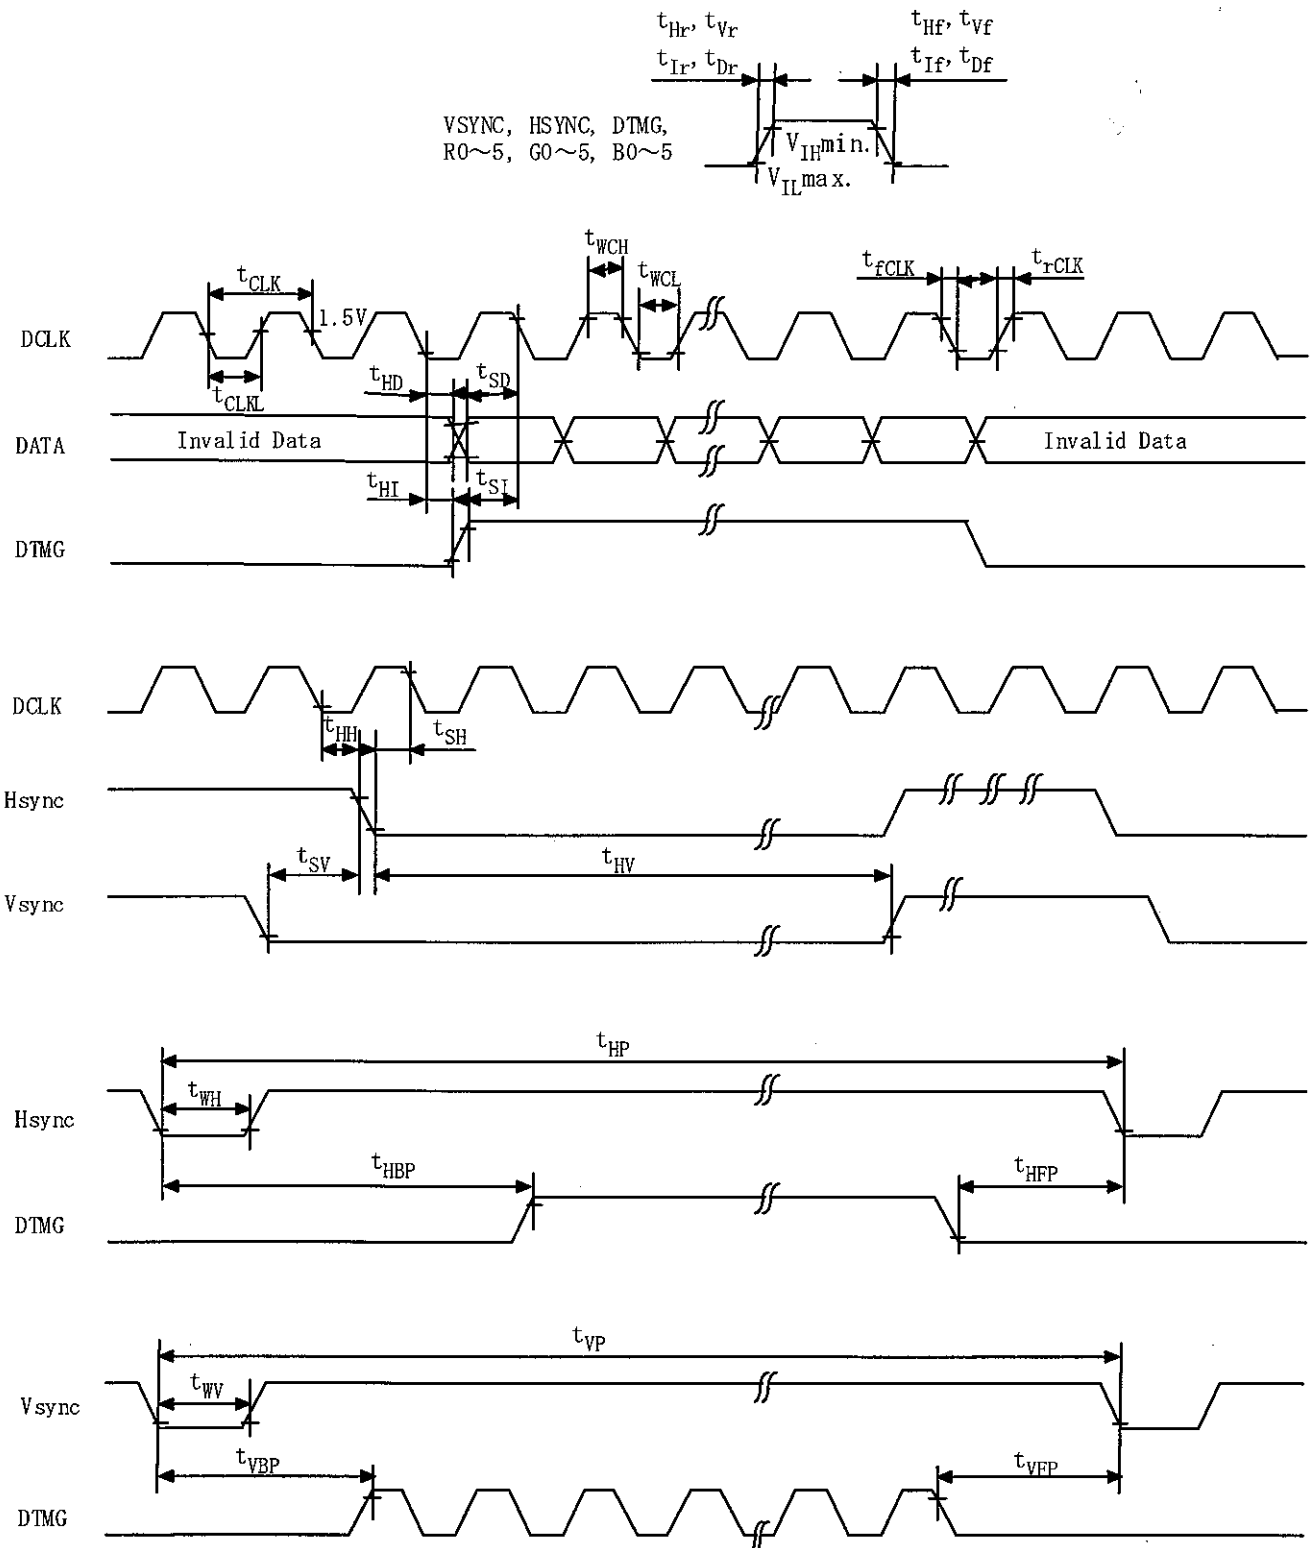 tHr, tVr
tHf, tVf
tIr, tDr
tIf, tDf
VSYNC, HSYNC, DTMG,
R0～5, G0～5, B0～5
VIHmin.
VILmax.
tWCH
tCLK
tWCL
tfCLK
trCLK
1.5V
DCLK
tHD
tSD
tCLKL
DATA
Invalid Data
Invalid Data
tHI
tSI
DTMG
DCLK
tHH
tSH
Hsync
tSV
tHV
Vsync
tHP
tWH
Hsync
tHBP
tHFP
DTMG
tVP
tWV
Vsync
tVBP
tVFP
DTMG